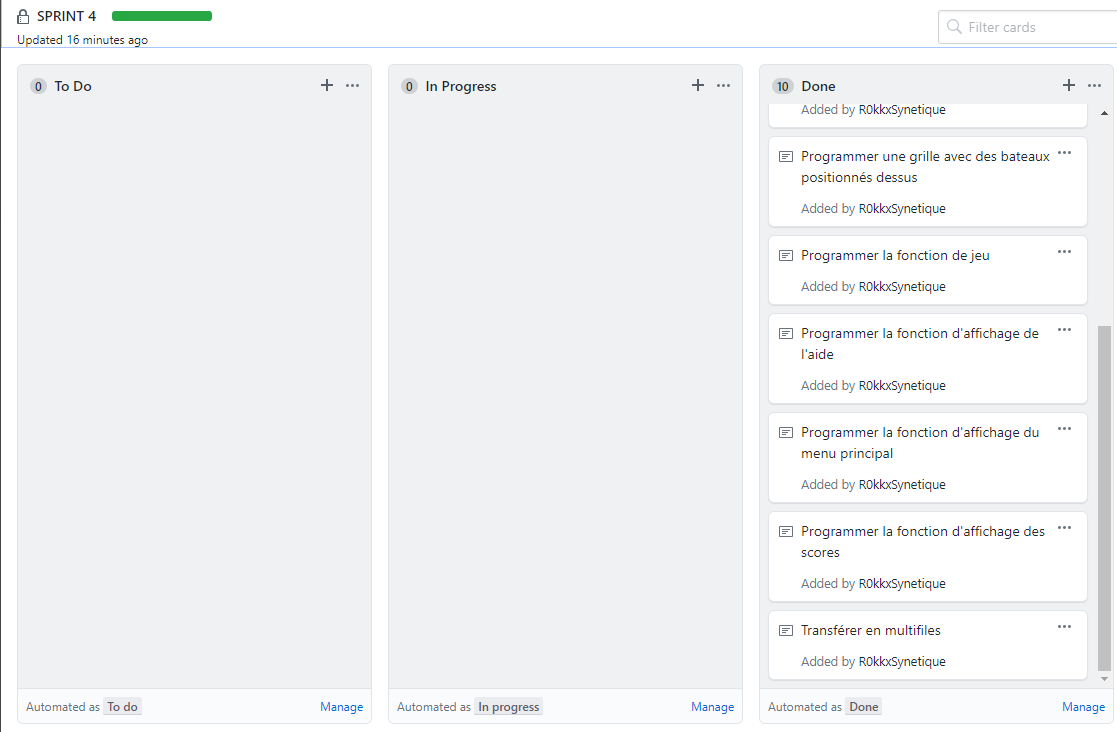 SPRINT 4
Updated 16 minutes ago
Filter cards
0 To Do
0 In Progress
10 Done
Added by R0kkxSynetique
Programmer une grille avec des bateaux
positionnés dessus
Added by R0kkxSynetique
Programmer la fonction de jeu
Added by R0kkxSynetique
Programmer la fonction d'affichage de
l'aide
Added by R0kkxSynetique
Programmer la fonction d'affichage du
menu principal
Added by R0kkxSynetique
Programmer la fonction d'affichage des
scores
Added by R0kkxSynetique
Transférer en multifiles
Added by R0kkxSynetique
Automated as To do Manage
Automated as In progress Manage
Automated as Done Manage